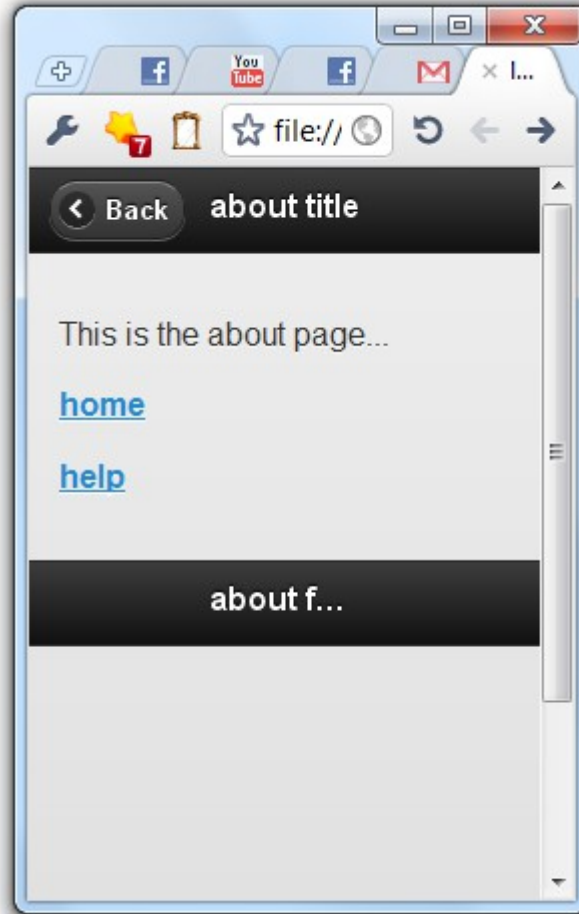 You
Tube
l...
7
file://
Back about title
This is the about page...
home
help
about f...